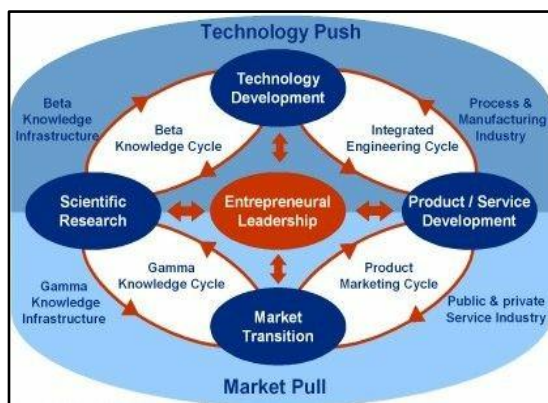 Technology Push
Technology
Development
Beta
Knowledge
Infrastructure
Beta
Knowledge Cycle
Integrated
Engineering Cycle
Process &
Manufacturing
Industry
Scientific
Research
Entrepreneural
Leadership
Product / Service
Development
Gamma
Knowledge
Infrastructure
Gamma
Knowledge Cycle
Product
Marketing Cycle
Public & private
Service Industry
Market
Transition
Market Pull